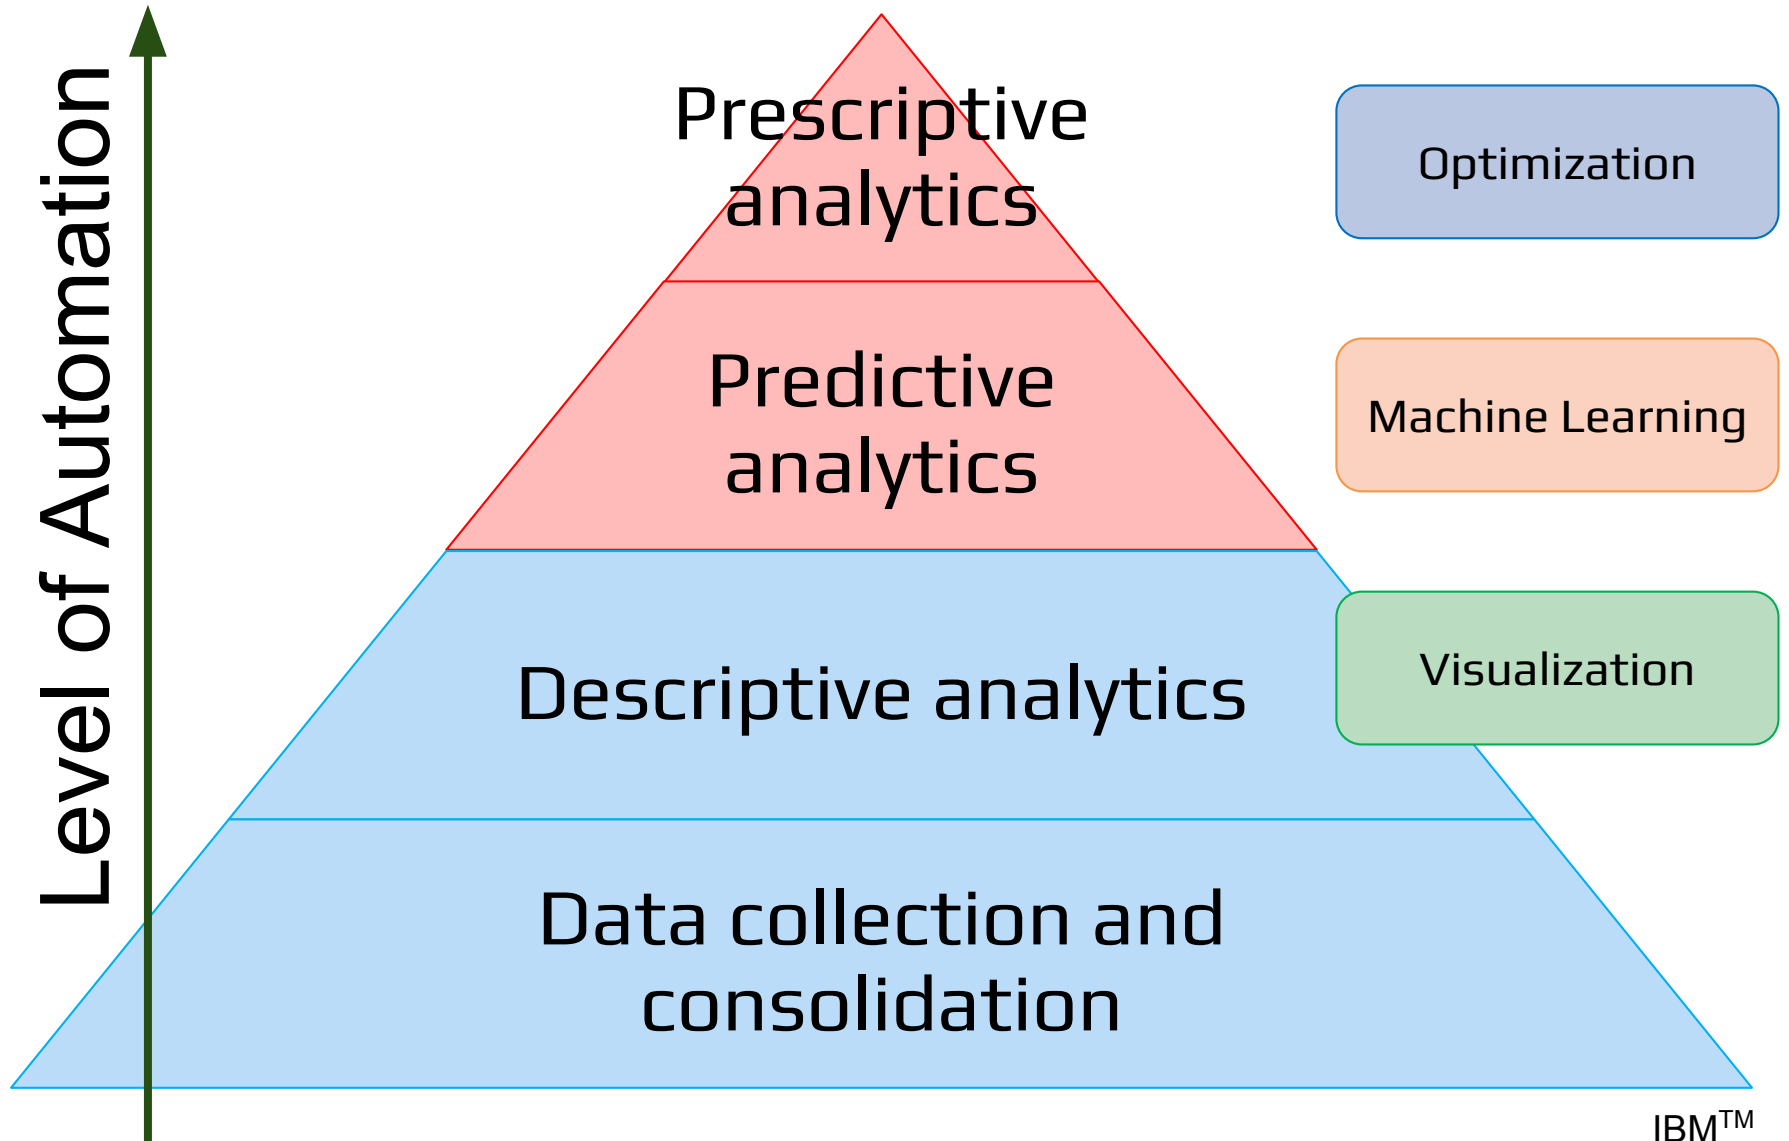 Level of Automation
Prescriptive
analytics
Optimization
Predictive
analytics
Machine Learning
Descriptive analytics
Visualization
Data collection and
consolidation
IBM™